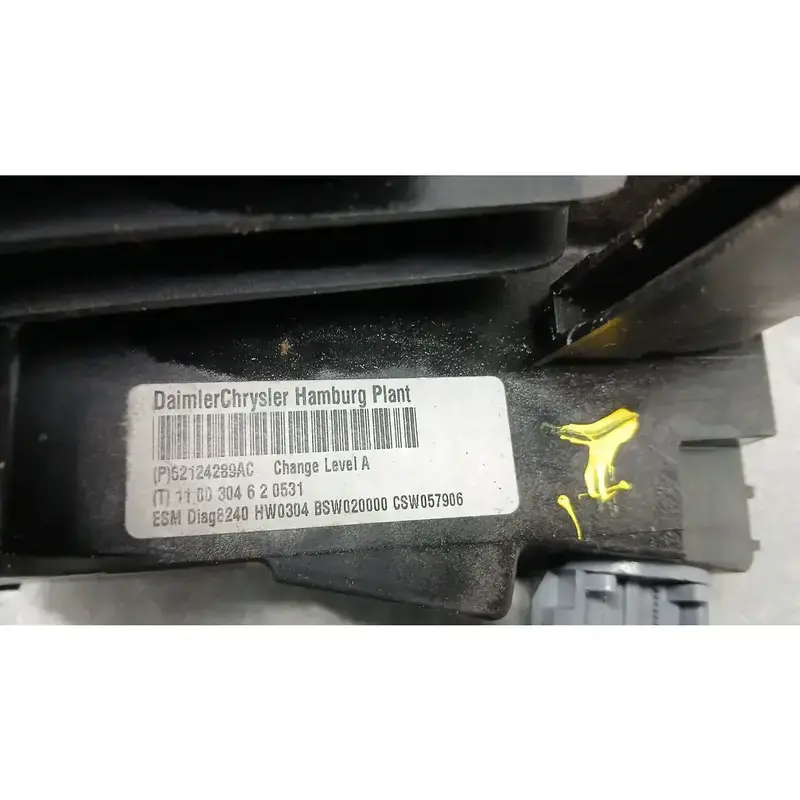 DaimlerChrysler Hamburg Plant
(P)52124289AC Change Level A
(T) 11 00 304 6 2 0531
ESM Diag8240 HW0304 BSW020000 CSW057906